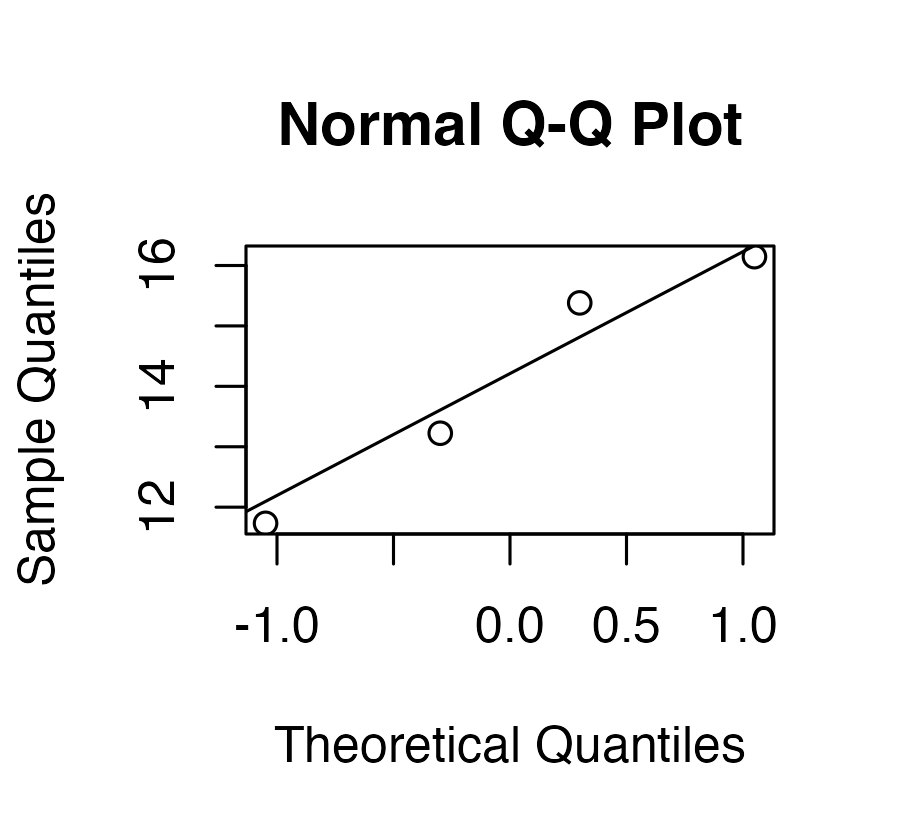 Normal Q-Q Plot
Sample Quantiles
16
14
12
-1.0 0.0 0.5 1.0
Theoretical Quantiles